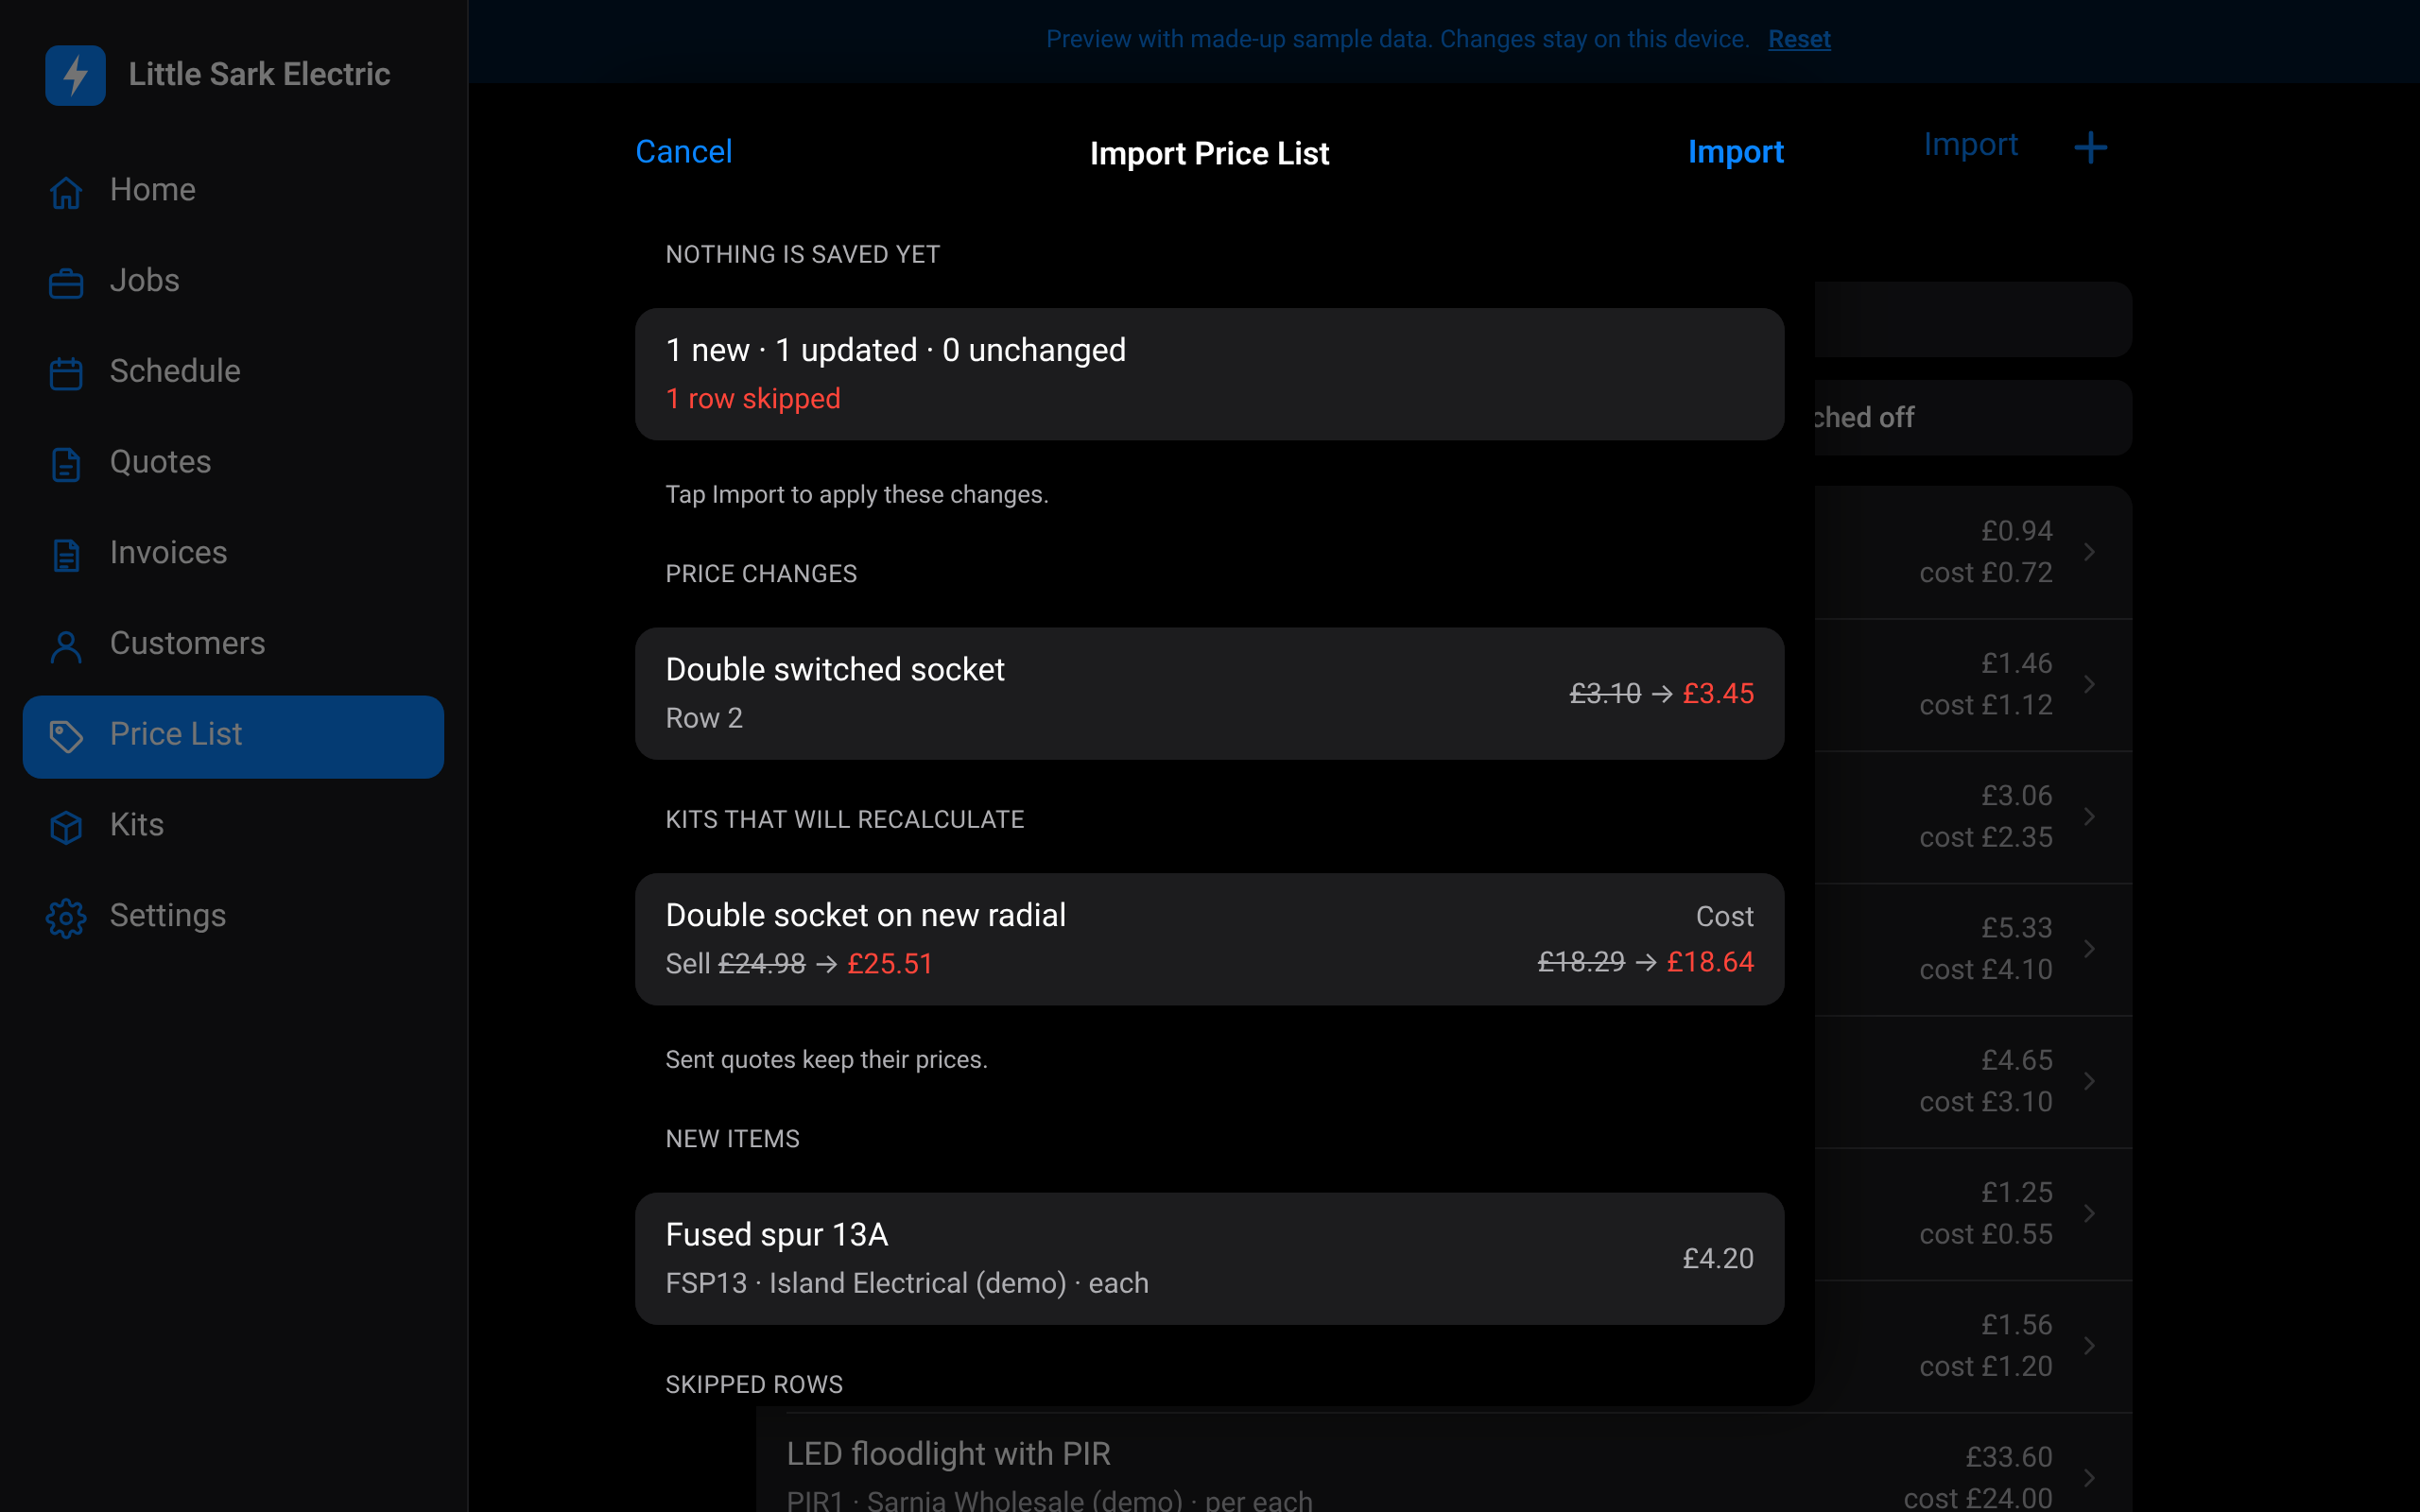 Little Sark Electric
Home
Jobs
Schedule
Quotes
Invoices
Customers
Price List
Kits
Settings
Preview with made-up sample data. Changes stay on this device. Reset
Cancel
Import Price List
Import
Import
NOTHING IS SAVED YET
1 new · 1 updated · 0 unchanged
1 row skipped
Tap Import to apply these changes.
PRICE CHANGES
Double switched socket
Row 2
£3.10 → £3.45
KITS THAT WILL RECALCULATE
Double socket on new radial
Sell £24.98 → £25.51
Cost
£18.29 → £18.64
Sent quotes keep their prices.
NEW ITEMS
Fused spur 13A
FSP13 · Island Electrical (demo) · each
£4.20
SKIPPED ROWS
ched off
£0.94
cost £0.72
£1.46
cost £1.12
£3.06
cost £2.35
£5.33
cost £4.10
£4.65
cost £3.10
£1.25
cost £0.55
£1.56
cost £1.20
LED floodlight with PIR
PIR1 · Sarnia Wholesale (demo) · per each
£33.60
cost £24.00